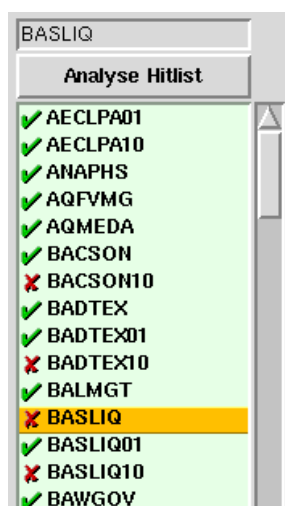 BASLIQ
Analyse Hitlist
AECLPA01
AECLPA10
ANAPHS
AQFVMG
AQMEDA
BACSON
BACSON10
BADTEX
BADTEX01
BADTEX10
BALMGT
BASLIQ
BASLIQ01
BASLIQ10
BAWGOV